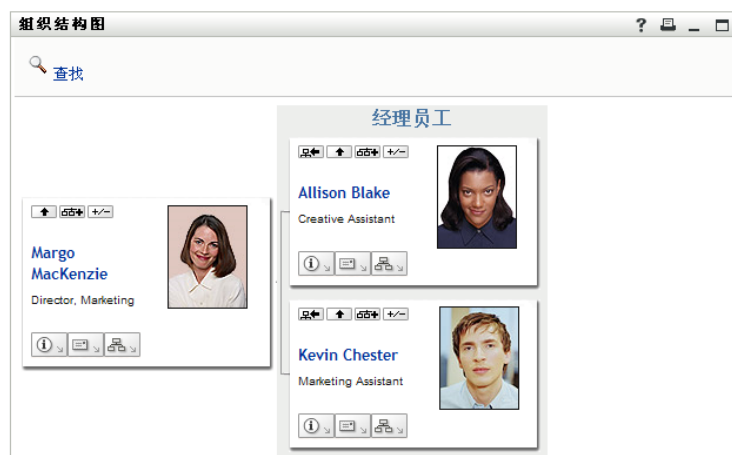 组织结构图
查找
经理员工
Margo
MacKenzie
Director, Marketing
Allison Blake
Creative Assistant
Kevin Chester
Marketing Assistant